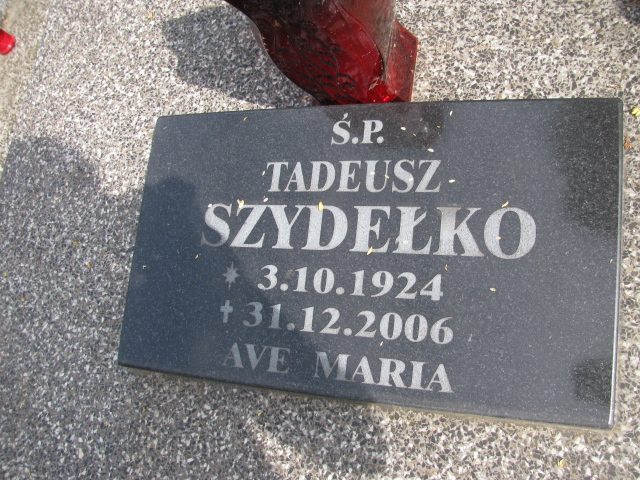 Ś.P.
TADEUSZ
SZYDEŁKO
* 3.10.1924
✝ 31.12.2006
AVE MARIA